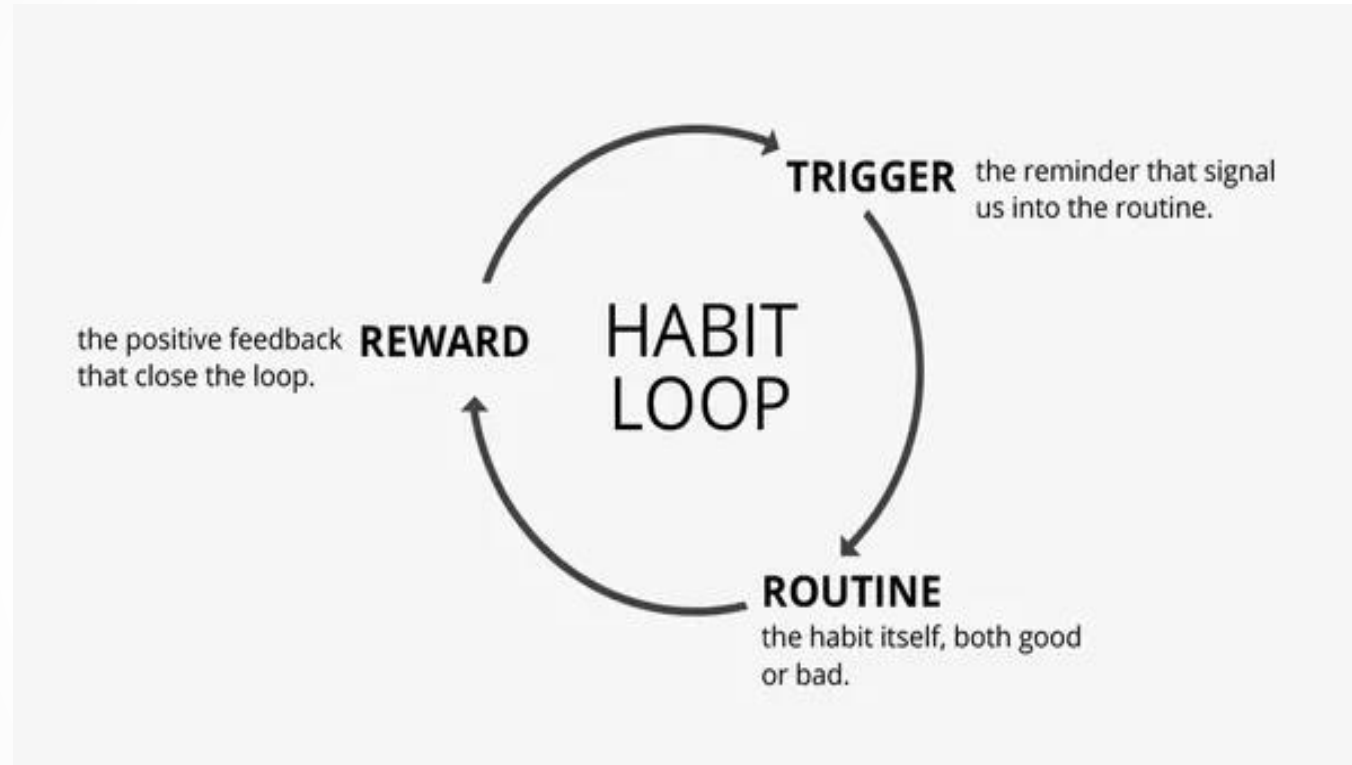 TRIGGER the reminder that signal
us into the routine.
HABIT
LOOP
the positive feedback REWARD
that close the loop.
ROUTINE
the habit itself, both good
or bad.